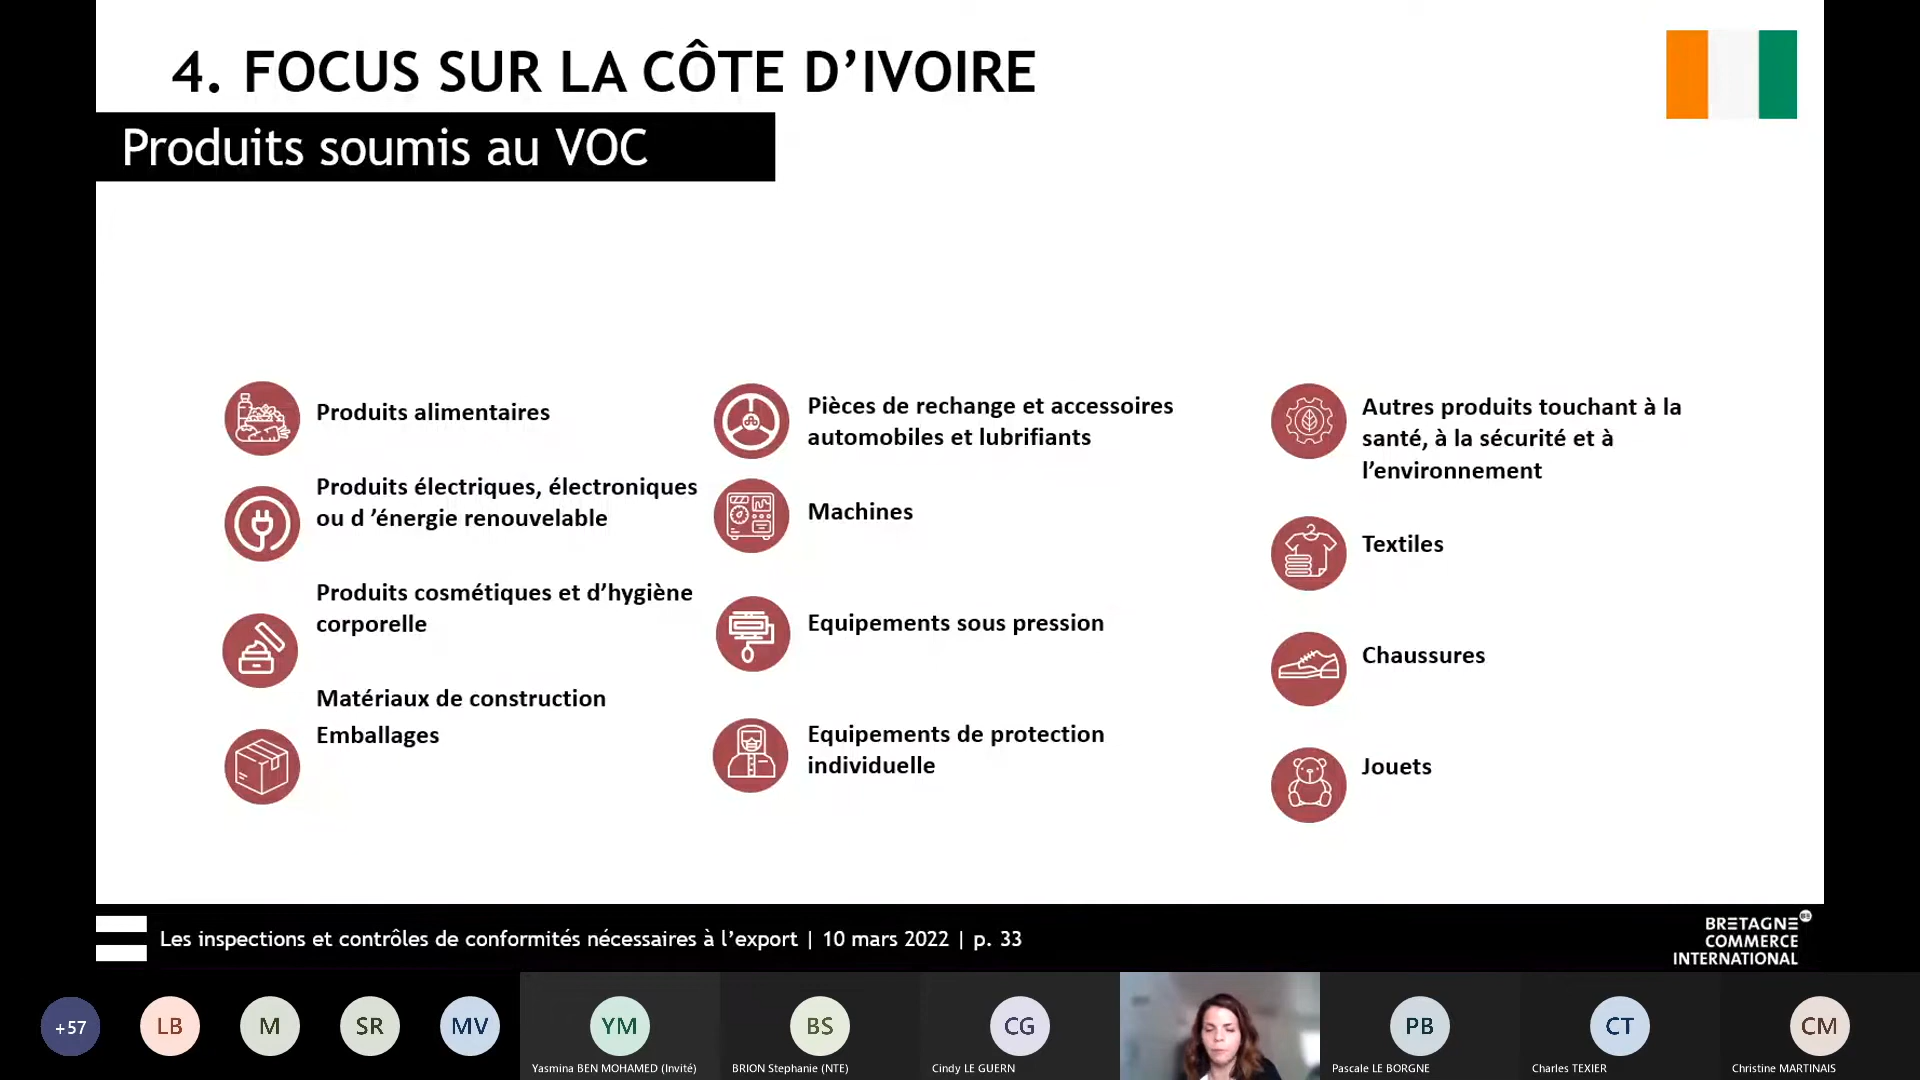 4. FOCUS SUR LA CÔTE D’IVOIRE
Produits soumis au VOC
Produits alimentaires
Produits électriques, électroniques
ou d ’énergie renouvelable
Produits cosmétiques et d’hygiène
corporelle
Matériaux de construction
Emballages
Pièces de rechange et accessoires
automobiles et lubrifiants
Machines
Equipements sous pression
Equipements de protection
individuelle
Autres produits touchant à la
santé, à la sécurité et à
l’environnement
Textiles
Chaussures
Jouets
Les inspections et contrôles de conformités nécessaires à l’export | 10 mars 2022 | p. 33
BRETAGNE
COMMERCE
INTERNATIONAL
+57
LB
M
SR
MV
YM
BS
CG
PB
CT
CM
Yasmina BEN MOHAMED (Invité)
BRION Stephanie (NTE)
Cindy LE GUERN
Pascale LE BORGNE
Charles TEXIER
Christine MARTINAIS